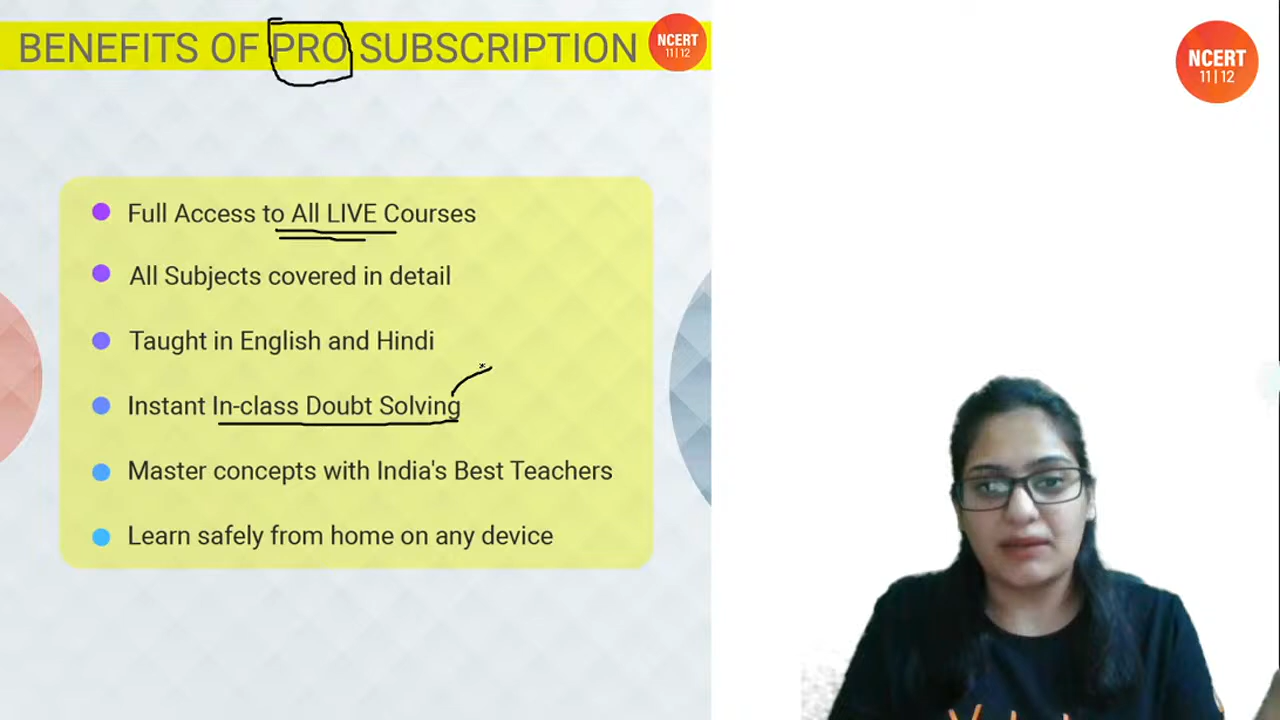 BENEFITS OF PRO SUBSCRIPTION
NCERT
11 | 12
NCERT
11 | 12
Full Access to All LIVE Courses
All Subjects covered in detail
Taught in English and Hindi
Instant In-class Doubt Solving
Master concepts with India's Best Teachers
Learn safely from home on any device